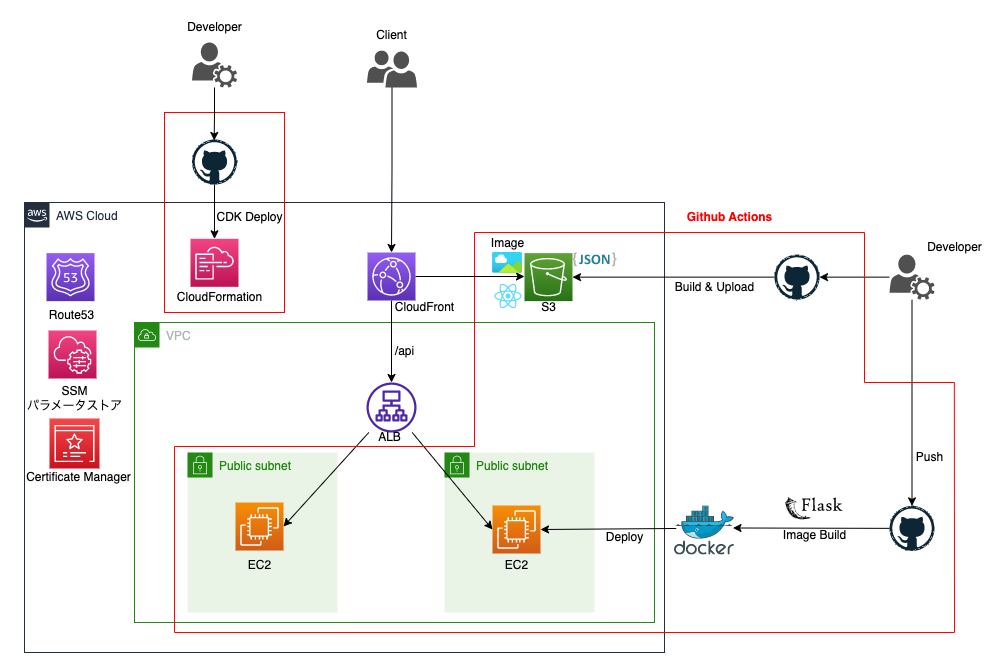 Developer
Client
aws
AWS Cloud
CDK Deploy
Github Actions
Image
{JSON}
Developer
53
Route53
CloudFormation
CloudFront
S3
Build & Upload
VPC
/api
SSM
パラメータストア
ALB
Certificate Manager
Public subnet
Public subnet
Push
Flask
Image Build
docker
Deploy
EC2
EC2